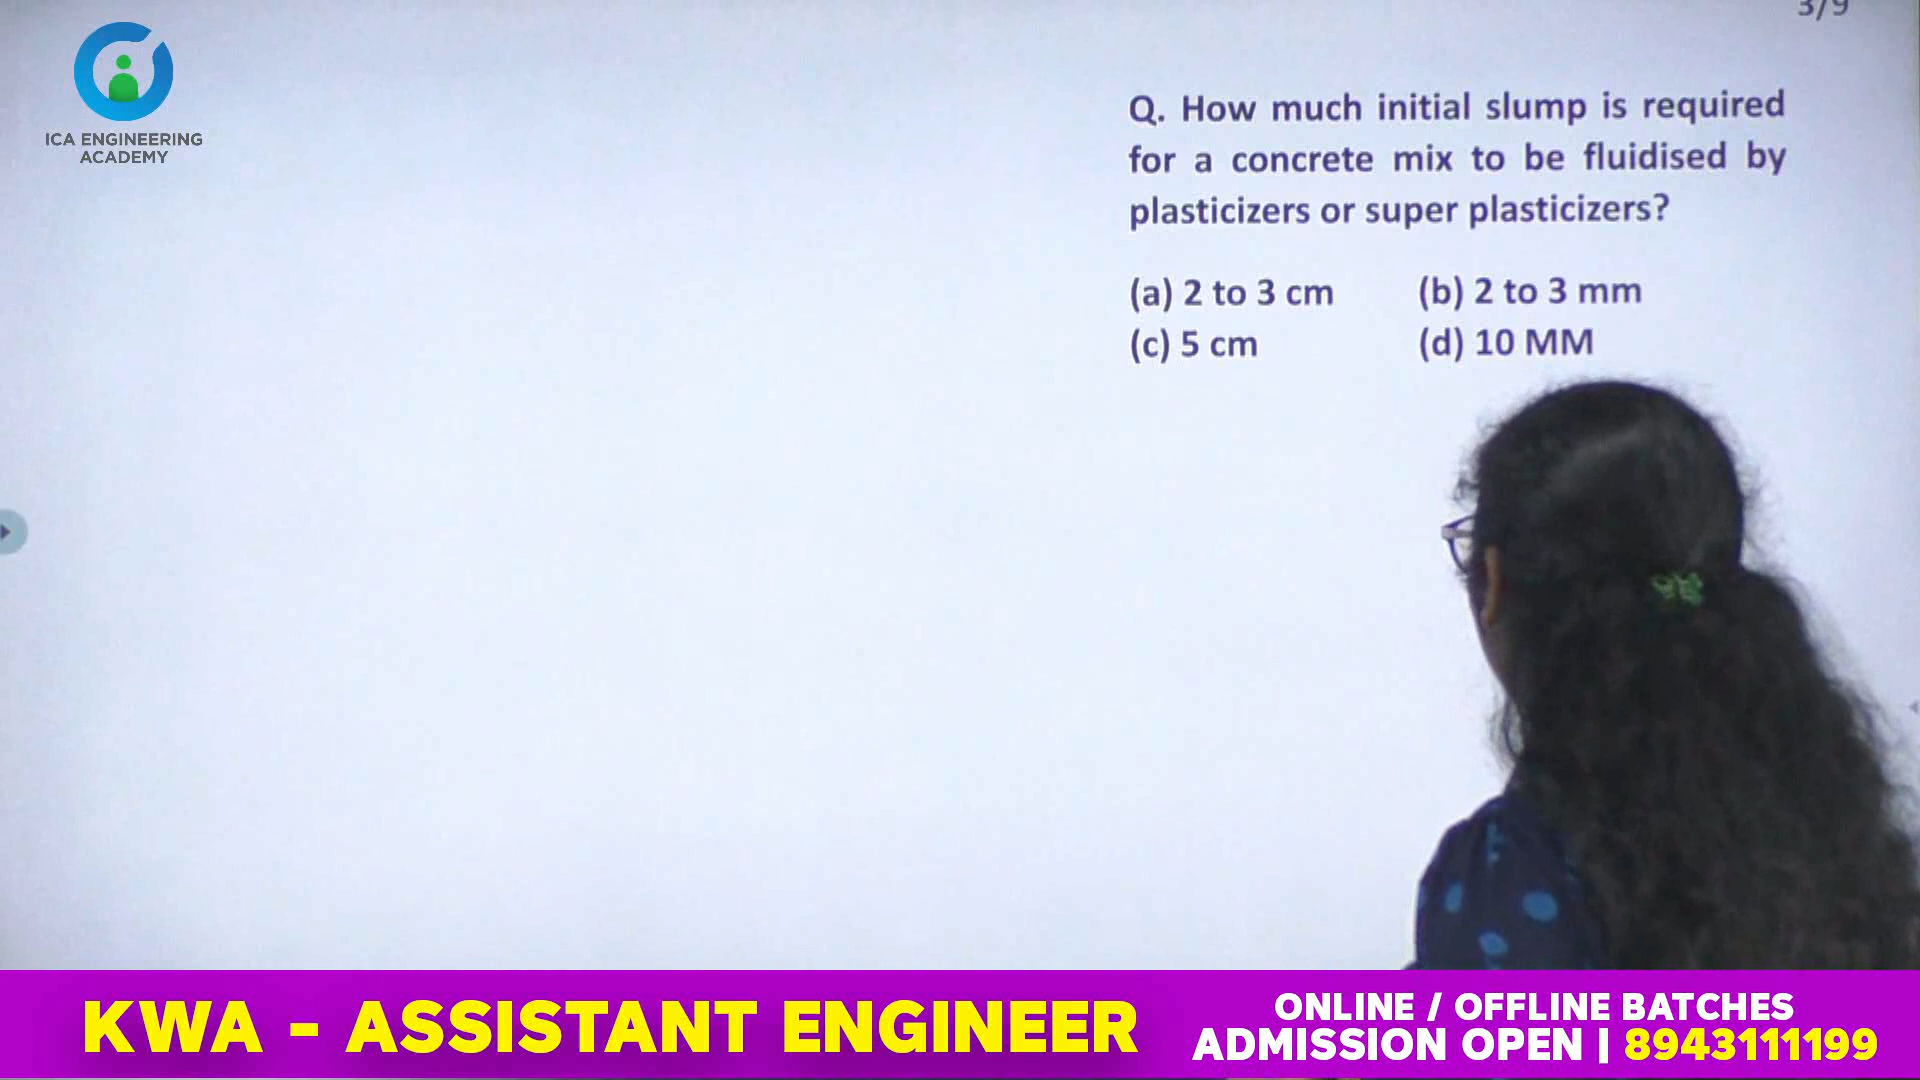 3/9
ICA ENGINEERING
ACADEMY
Q. How much initial slump is required
for a concrete mix to be fluidised by
plasticizers or super plasticizers?
(a) 2 to 3 cm (b) 2 to 3 mm
(c) 5 cm (d) 10 MM
KWA - ASSISTANT ENGINEER
ONLINE / OFFLINE BATCHES
ADMISSION OPEN | 8943111199